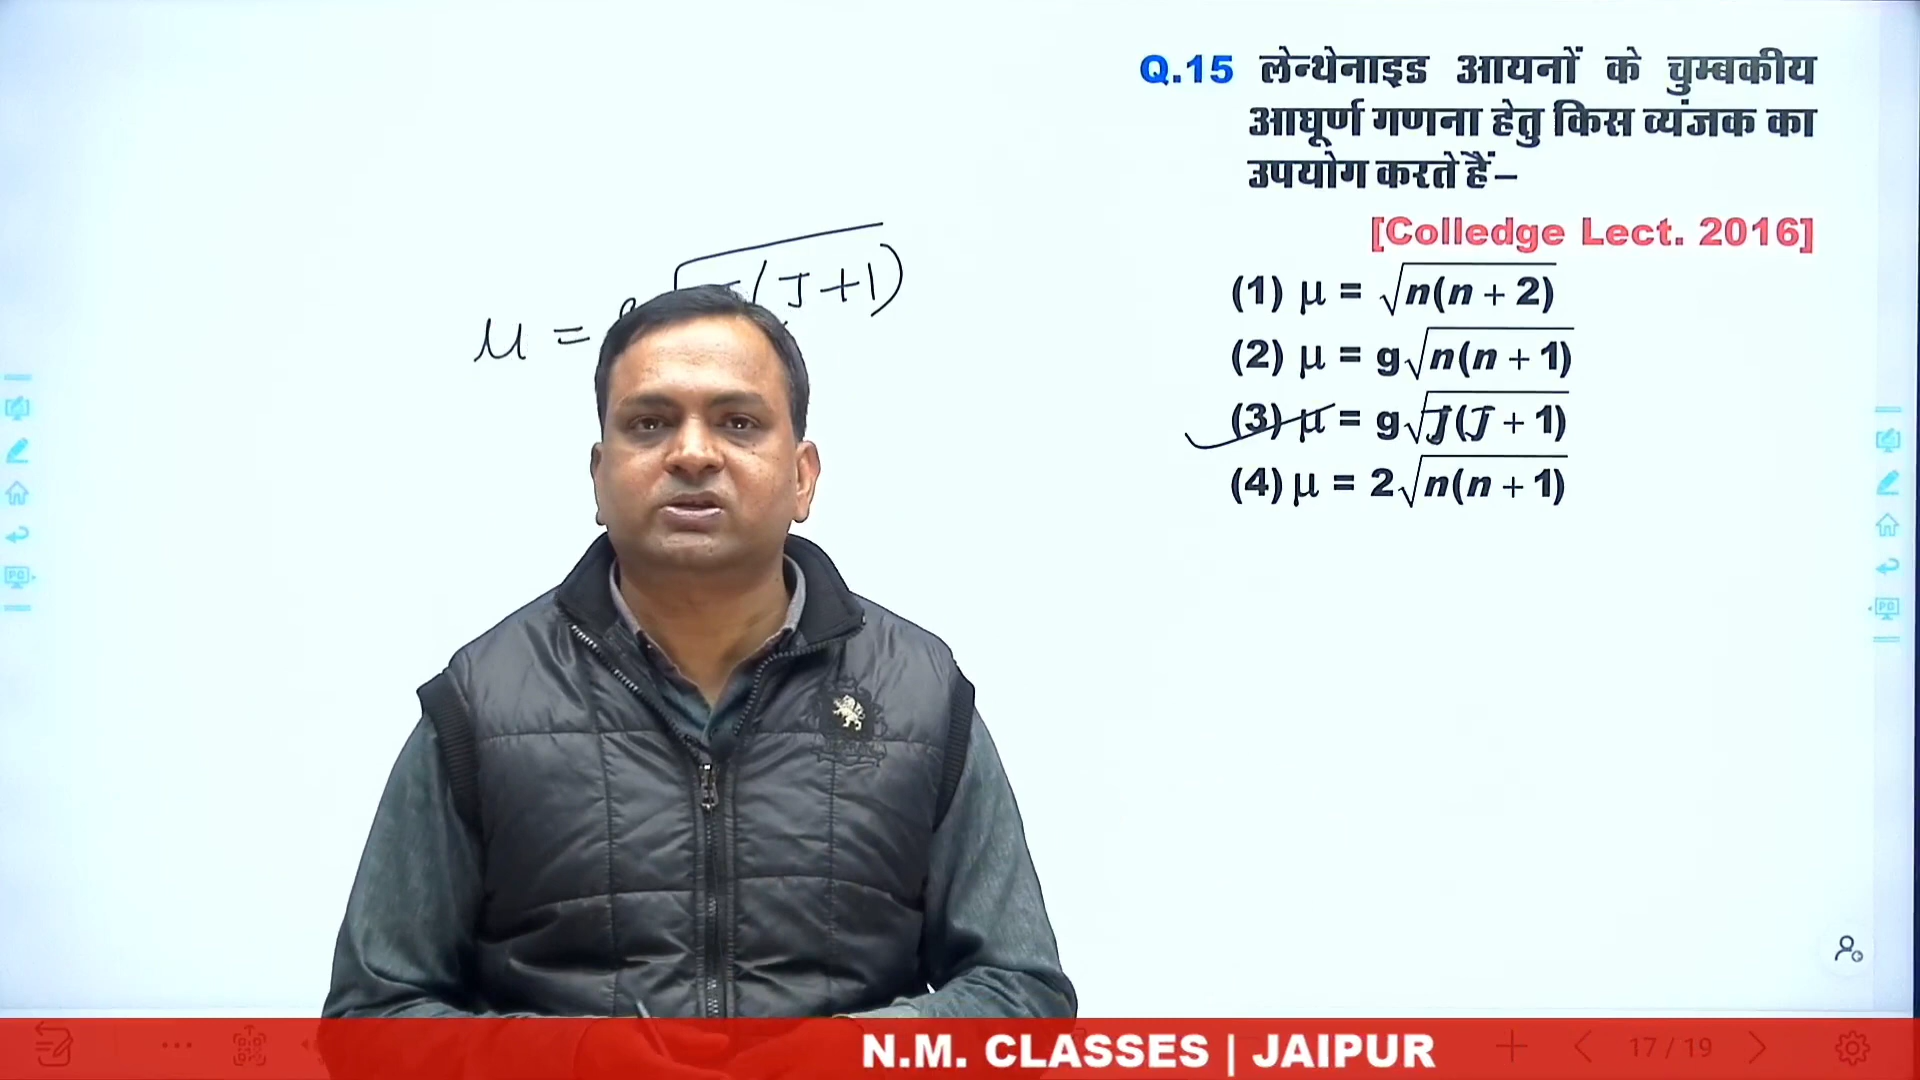 Q.15 लेन्थेनाइड आयनों के चुम्बकीय
आघूर्ण गणना हेतु किस व्यंजक का
उपयोग करते हैं–
[Colledge Lect. 2016]
(1) μ = √n(n + 2)
(2) μ = g√n(n + 1)
(3) μ = g√J(J + 1)
(4) μ = 2√n(n + 1)
μ = (J+1)
N.M. CLASSES | JAIPUR
17 / 19